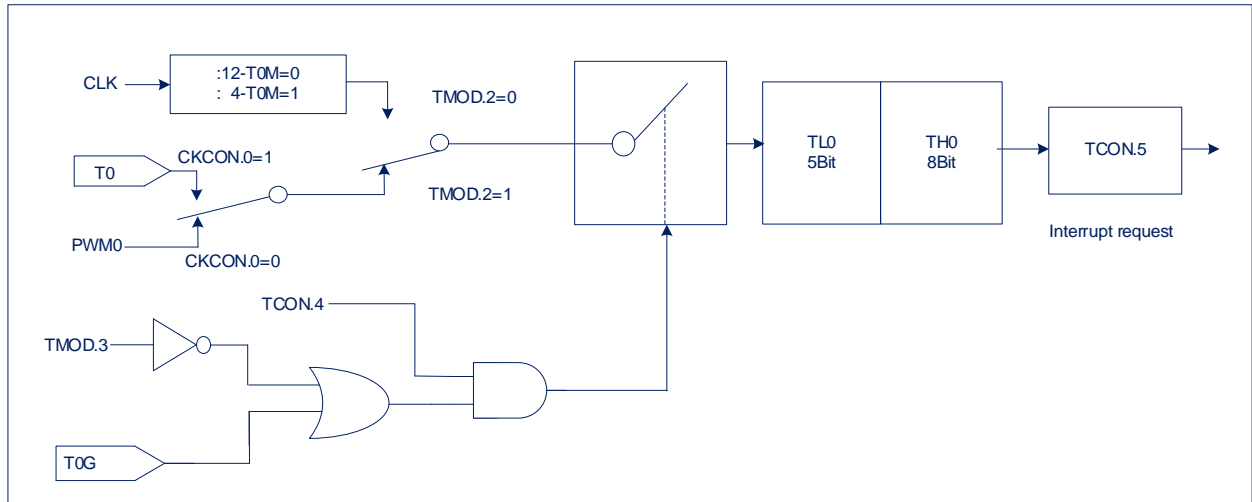 CLK
:12-T0M=0
: 4-T0M=1
TMOD.2=0
T0
CKCON.0=1
TMOD.2=1
PWM0
CKCON.0=0
TL0
5Bit
TH0
8Bit
TCON.5
Interrupt request
TCON.4
TMOD.3
T0G